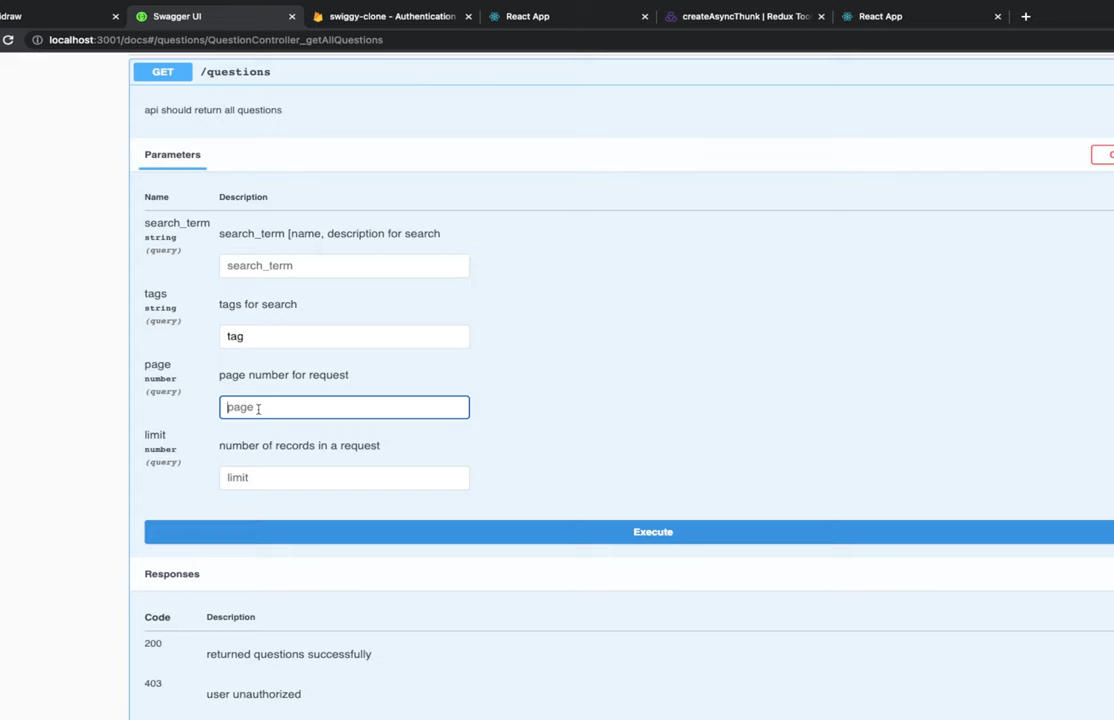 draw
Swagger UI
swiggy-clone - Authentication
React App
createAsyncThunk | Redux Too
React App
localhost:3001/docs#/questions/QuestionController_getAllQuestions
GET /questions
api should return all questions
Parameters
Name Description
search_term
string
(query)
search_term [name, description for search
search_term
tags
string
(query)
tags for search
tag
page
number
(query)
page number for request
page
limit
number
(query)
number of records in a request
limit
Execute
Responses
Code Description
200
returned questions successfully
403
user unauthorized